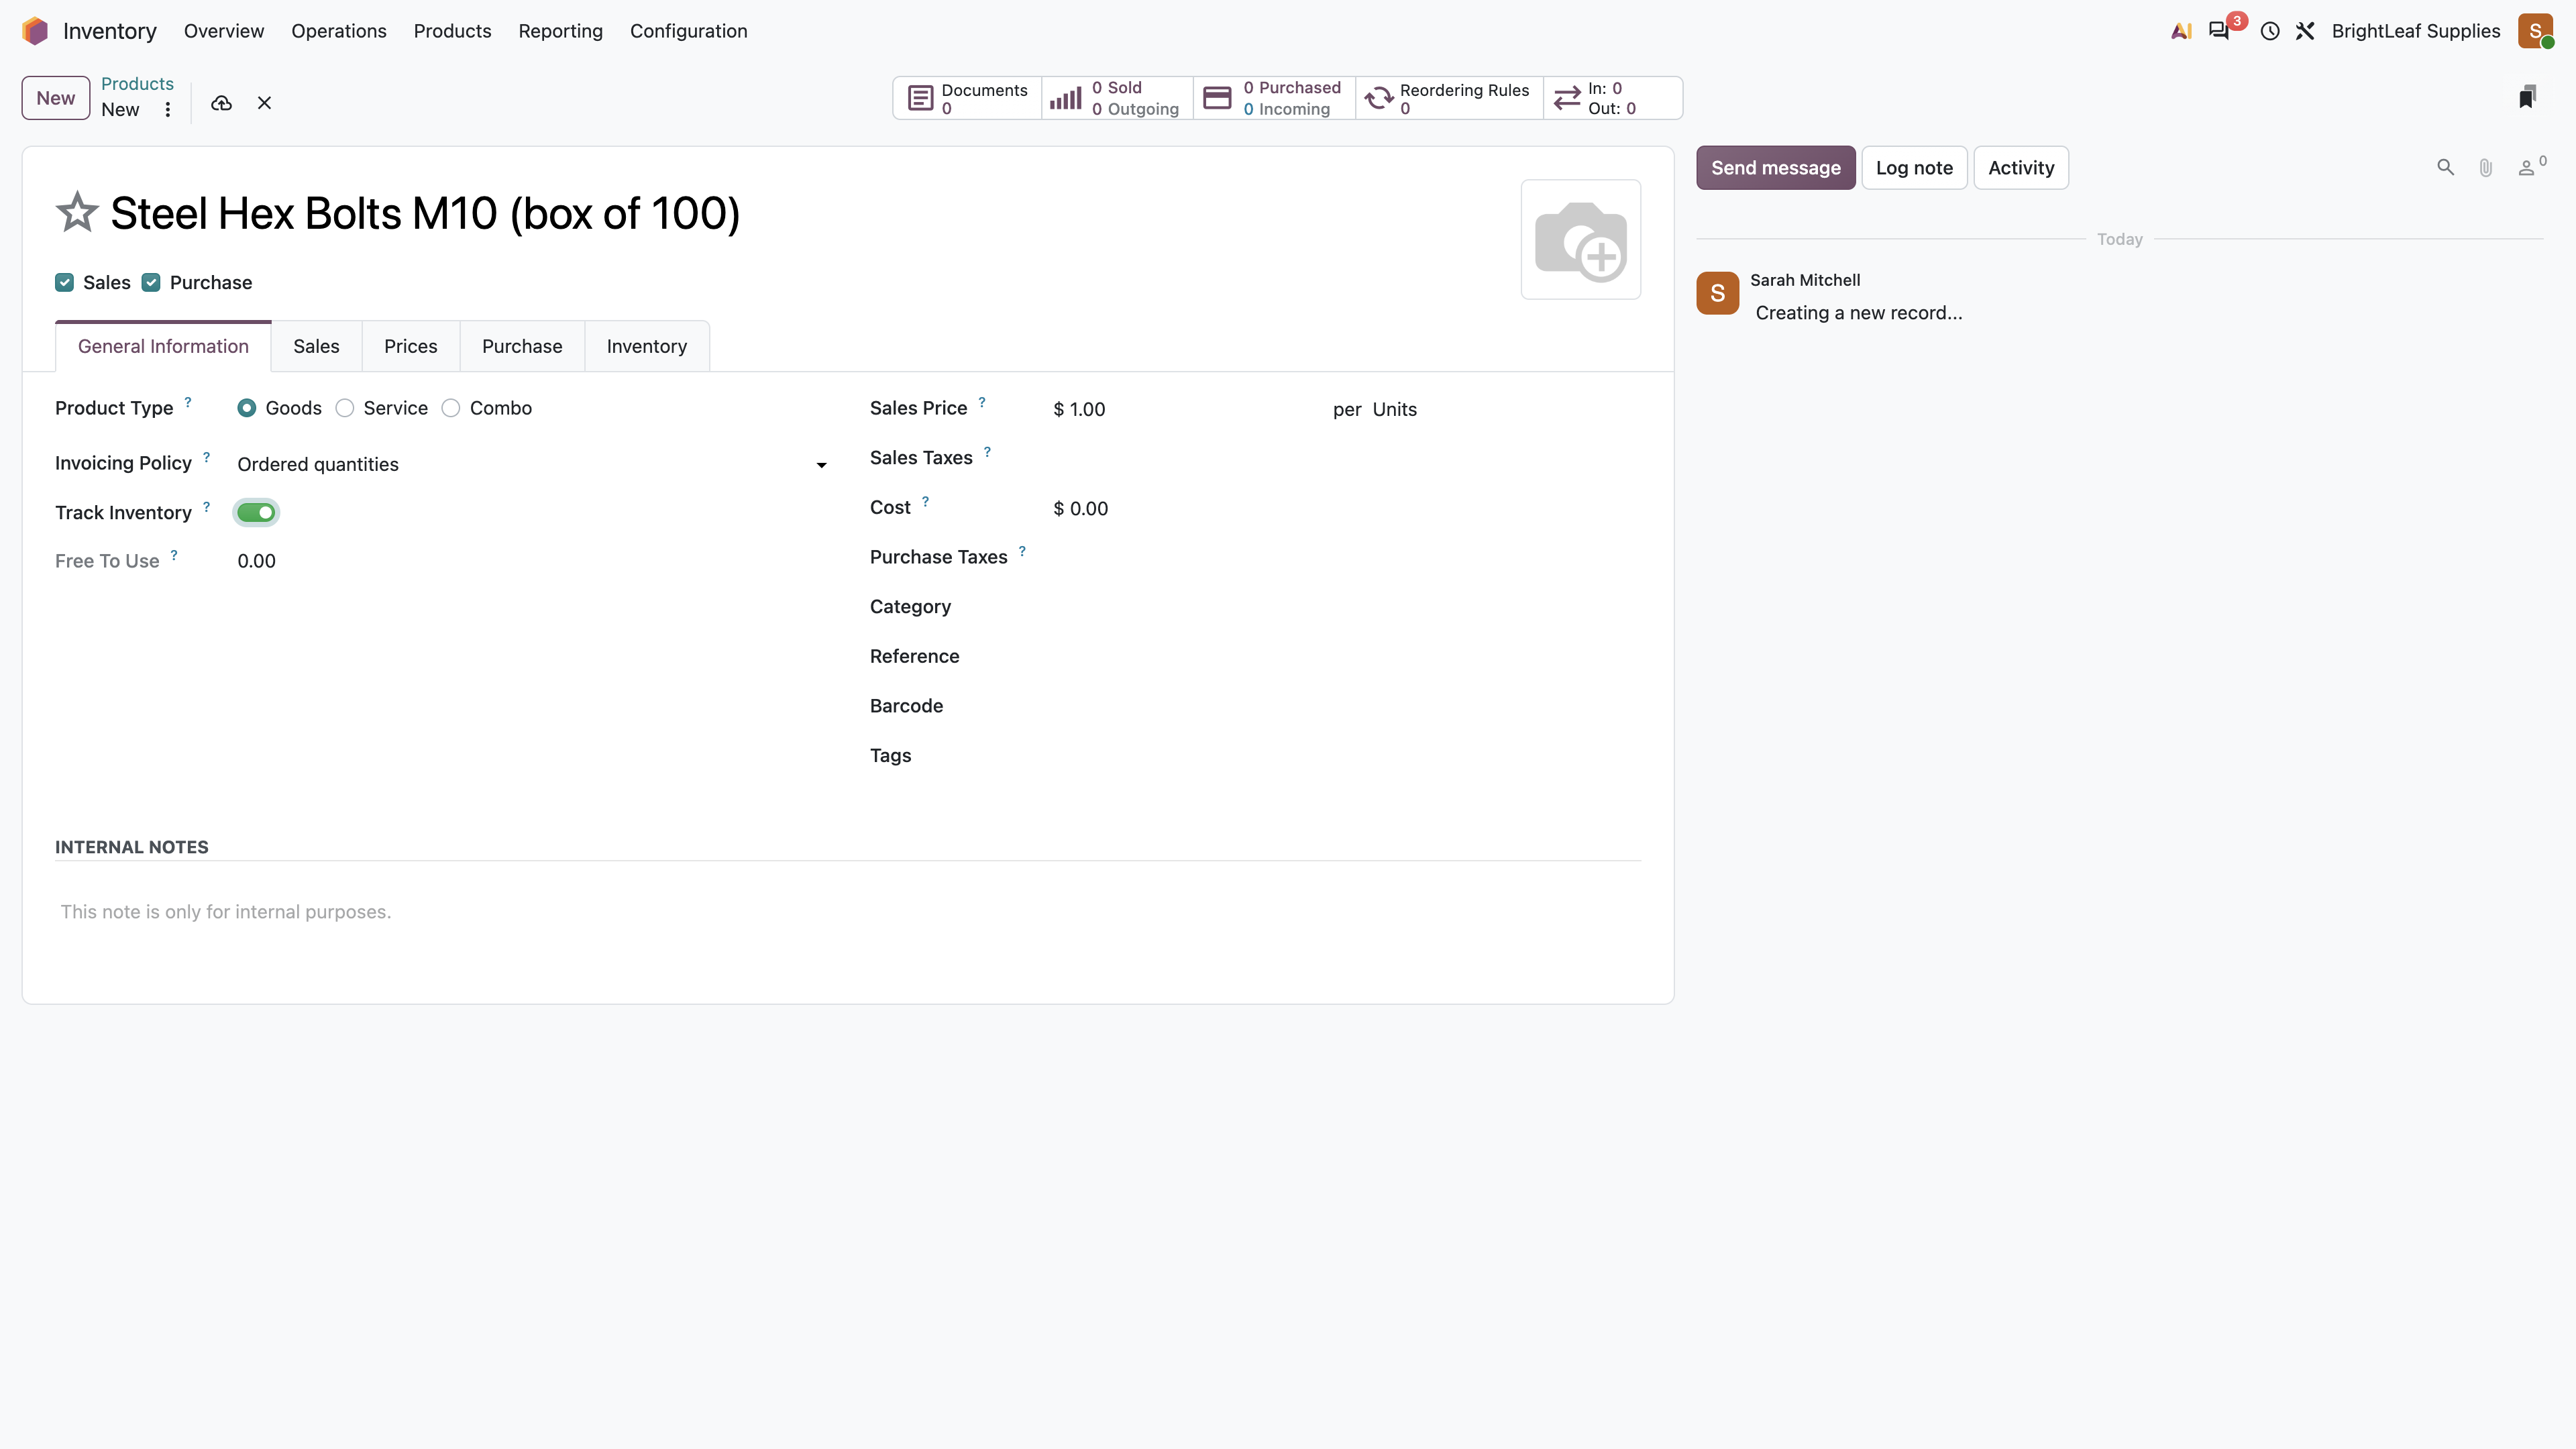 Inventory Overview Operations Products Reporting Configuration
AI 3 BrightLeaf Supplies S
New
Products
New
Documents
0
0 Sold
0 Outgoing
0 Purchased
0 Incoming
Reordering Rules
0
In: 0
Out: 0
Send message Log note Activity 0
Steel Hex Bolts M10 (box of 100)
Sales Purchase
General Information Sales Prices Purchase Inventory
Product Type ? Goods Service Combo
Invoicing Policy ? Ordered quantities
Track Inventory ?
Free To Use ? 0.00
Sales Price ? $ 1.00 per Units
Sales Taxes ?
Cost ? $ 0.00
Purchase Taxes ?
Category
Reference
Barcode
Tags
INTERNAL NOTES
This note is only for internal purposes.
Today
S
Sarah Mitchell
Creating a new record...